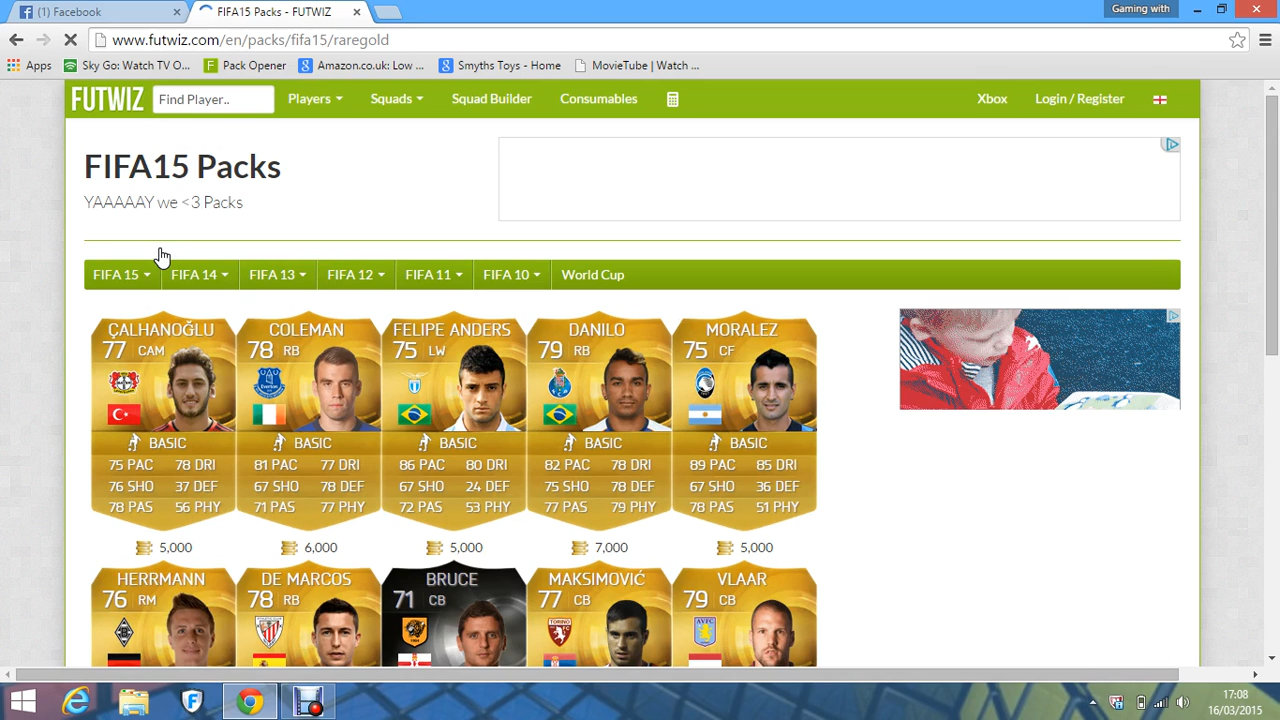 (1) Facebook
FIFA15 Packs - FUTWIZ
Gaming with
www.futwiz.com/en/packs/fifa15/raregold
Apps
Sky Go: Watch TV O...
Pack Opener
Amazon.co.uk: Low ...
Smyths Toys - Home
MovieTube | Watch ...
FUTWIZ
Find Player..
Players
Squads
Squad Builder
Consumables
Xbox
Login / Register
FIFA15 Packs
YAAAAAY we <3 Packs
FIFA 15
FIFA 14
FIFA 13
FIFA 12
FIFA 11
FIFA 10
World Cup
ÇALHANOĞLU
77 CAM
BASIC
75 PAC 78 DRI
76 SHO 37 DEF
78 PAS 56 PHY
5,000
COLEMAN
78 RB
BASIC
81 PAC 77 DRI
67 SHO 78 DEF
71 PAS 77 PHY
6,000
FELIPE ANDERS
75 LW
BASIC
86 PAC 80 DRI
67 SHO 24 DEF
72 PAS 53 PHY
5,000
DANILO
79 RB
BASIC
82 PAC 78 DRI
75 SHO 78 DEF
77 PAS 79 PHY
7,000
MORALEZ
75 CF
BASIC
89 PAC 85 DRI
67 SHO 36 DEF
78 PAS 51 PHY
5,000
HERRMANN
76 RM
DE MARCOS
78 RB
BRUCE
71 CB
MAKSIMOVIĆ
77 CB
VLAAR
79 CB
17:08
16/03/2015